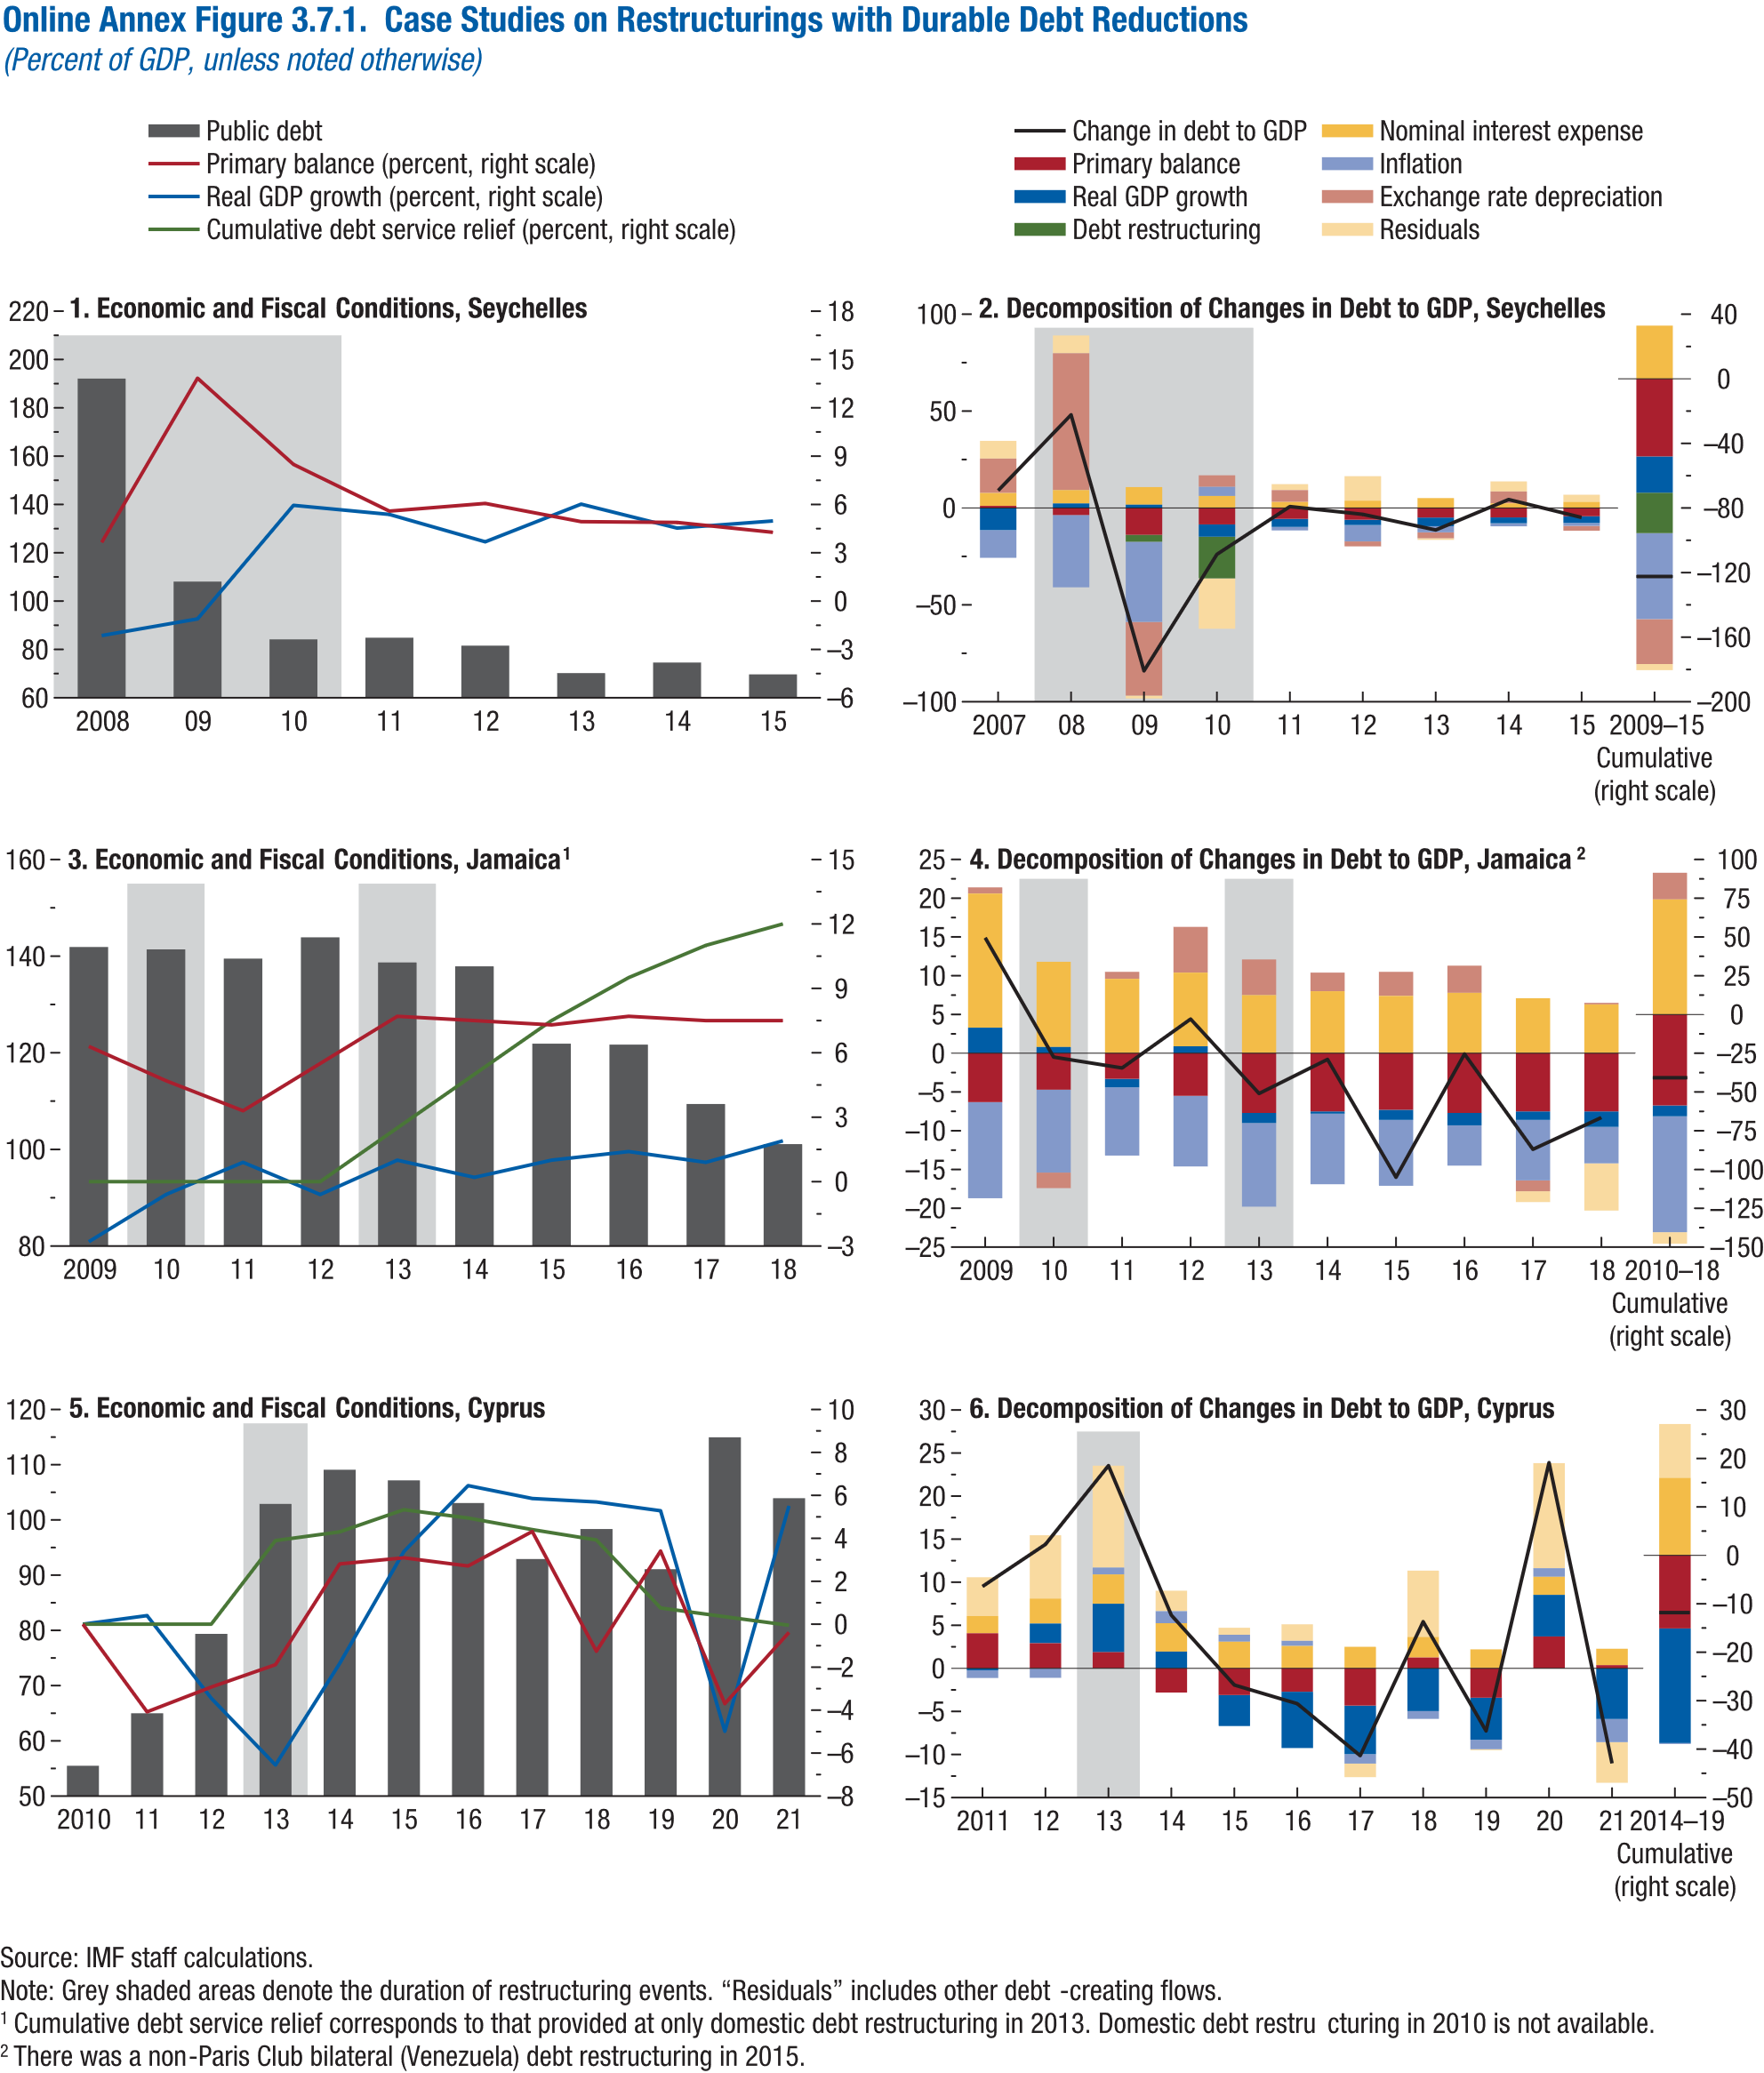 Online Annex Figure 3.7.1. Case Studies on Restructurings with Durable Debt Reductions
(Percent of GDP, unless noted otherwise)
Public debt
Primary balance (percent, right scale)
Real GDP growth (percent, right scale)
Cumulative debt service relief (percent, right scale)
Change in debt to GDP
Primary balance
Real GDP growth
Debt restructuring
Nominal interest expense
Inflation
Exchange rate depreciation
Residuals
1. Economic and Fiscal Conditions, Seychelles
220
200
180
160
140
120
100
80
60
18
15
12
9
6
3
0
–3
–6
2008 09 10 11 12 13 14 15
2. Decomposition of Changes in Debt to GDP, Seychelles
100
50
0
–50
–100
40
0
–40
–80
–120
–160
–200
2007 08 09 10 11 12 13 14 15 2009–15
Cumulative
(right scale)
3. Economic and Fiscal Conditions, Jamaica¹
160
140
120
100
80
15
12
9
6
3
0
–3
2009 10 11 12 13 14 15 16 17 18
4. Decomposition of Changes in Debt to GDP, Jamaica ²
25
20
15
10
5
0
–5
–10
–15
–20
–25
100
75
50
25
0
–25
–50
–75
–100
–125
–150
2009 10 11 12 13 14 15 16 17 18 2010–18
Cumulative
(right scale)
5. Economic and Fiscal Conditions, Cyprus
120
110
100
90
80
70
60
50
10
8
6
4
2
0
–2
–4
–6
–8
2010 11 12 13 14 15 16 17 18 19 20 21
6. Decomposition of Changes in Debt to GDP, Cyprus
30
25
20
15
10
5
0
–5
–10
–15
30
20
10
0
–10
–20
–30
–40
–50
2011 12 13 14 15 16 17 18 19 20 21 2014–19
Cumulative
(right scale)
Source: IMF staff calculations.
Note: Grey shaded areas denote the duration of restructuring events. “Residuals” includes other debt -creating flows.
¹ Cumulative debt service relief corresponds to that provided at only domestic debt restructuring in 2013. Domestic debt restru cturing in 2010 is not available.
² There was a non-Paris Club bilateral (Venezuela) debt restructuring in 2015.